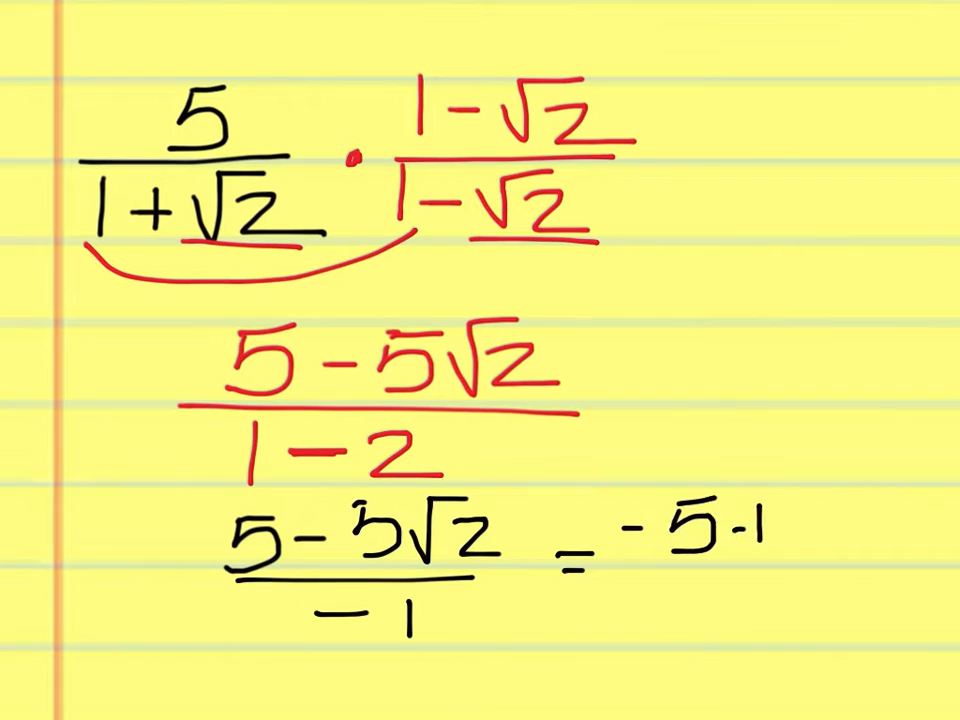 5 / 1 + √2 · 1 - √2 / 1 - √2
5 - 5√2 / 1 - 2
5 - 5√2 / - 1 = - 5 - 1